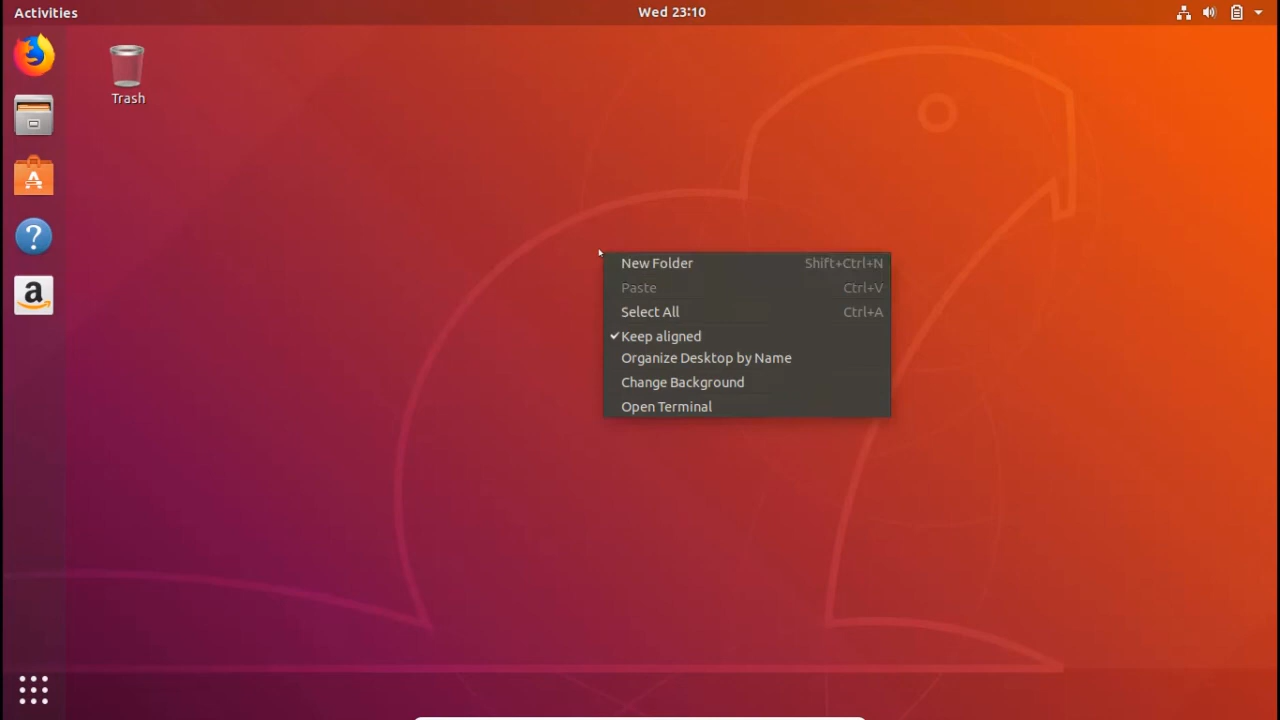 Activities
Wed 23:10
Trash
New Folder Shift+Ctrl+N
Paste Ctrl+V
Select All Ctrl+A
Keep aligned
Organize Desktop by Name
Change Background
Open Terminal